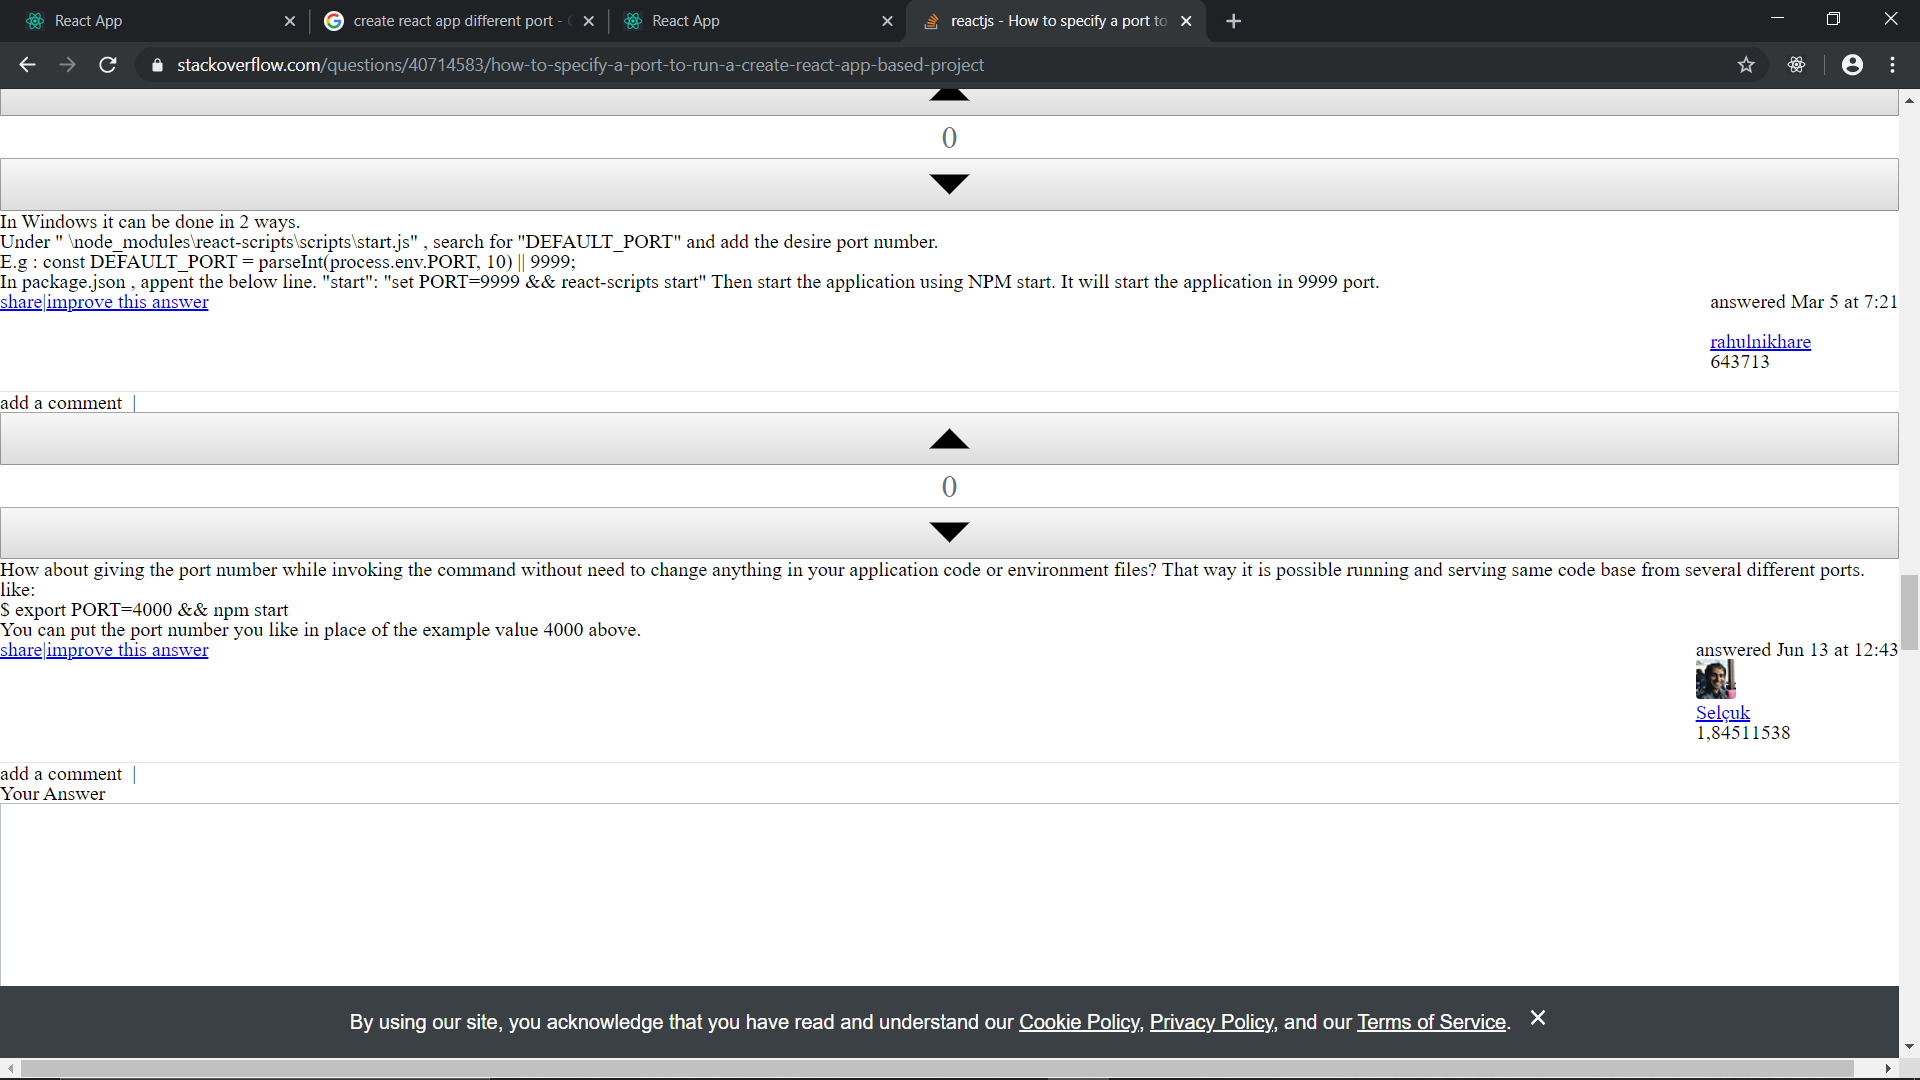 React App
create react app different port -
React App
reactjs - How to specify a port to
stackoverflow.com/questions/40714583/how-to-specify-a-port-to-run-a-create-react-app-based-project
0
In Windows it can be done in 2 ways.
Under " \node_modules\react-scripts\scripts\start.js" , search for "DEFAULT_PORT" and add the desire port number.
E.g : const DEFAULT_PORT = parseInt(process.env.PORT, 10) || 9999;
In package.json , appent the below line. "start": "set PORT=9999 && react-scripts start" Then start the application using NPM start. It will start the application in 9999 port.
share|improve this answer
answered Mar 5 at 7:21
rahulnikhare
643713
add a comment |
0
How about giving the port number while invoking the command without need to change anything in your application code or environment files? That way it is possible running and serving same code base from several different ports.
like:
$ export PORT=4000 && npm start
You can put the port number you like in place of the example value 4000 above.
share|improve this answer
answered Jun 13 at 12:43
Selçuk
1,84511538
add a comment |
Your Answer
By using our site, you acknowledge that you have read and understand our Cookie Policy, Privacy Policy, and our Terms of Service.